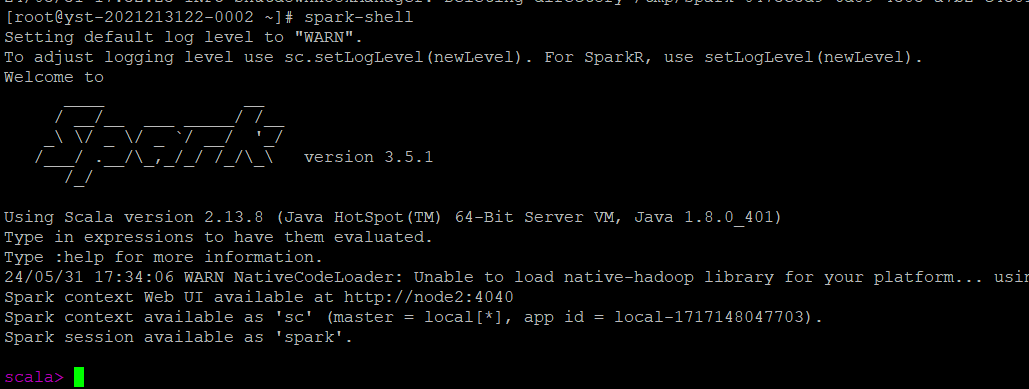 [root@yst-2021213122-0002 ~]# spark-shell
Setting default log level to "WARN".
To adjust logging level use sc.setLogLevel(newLevel). For SparkR, use setLogLevel(newLevel).
Welcome to
      ____              __
     / __/__  ___ _____/ /__
    _\ \/ _ \/ _ `/ __/  '_/
   /___/ .__/\_,_/_/ /_/\_\   version 3.5.1
      /_/
Using Scala version 2.13.8 (Java HotSpot(TM) 64-Bit Server VM, Java 1.8.0_401)
Type in expressions to have them evaluated.
Type :help for more information.
24/05/31 17:34:06 WARN NativeCodeLoader: Unable to load native-hadoop library for your platform... usin
Spark context Web UI available at http://node2:4040
Spark context available as 'sc' (master = local[*], app id = local-1717148047703).
Spark session available as 'spark'.
scala>